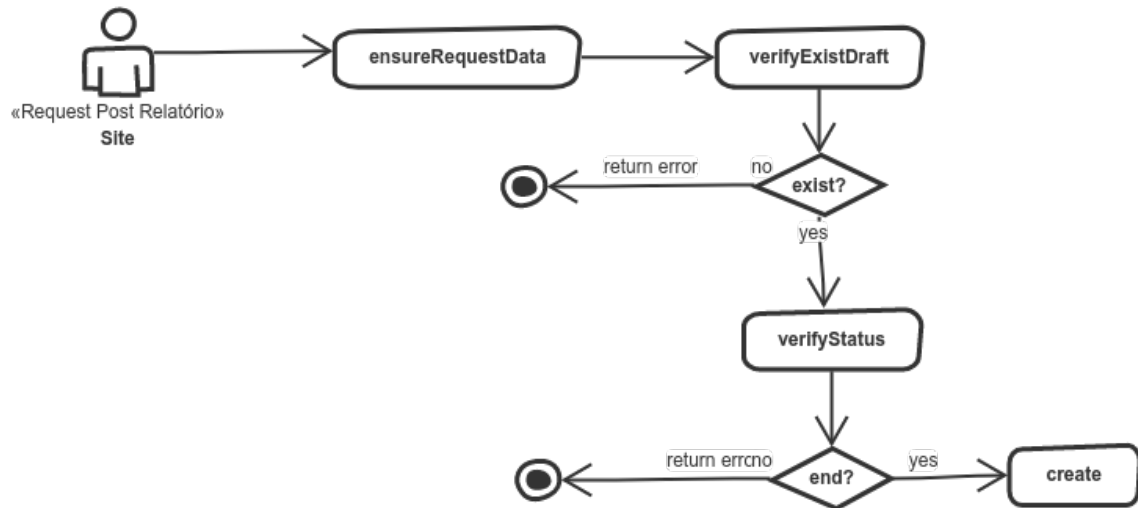 ensureRequestData
verifyExistDraft
«Request Post Relatório»
Site
return error
no
exist?
yes
verifyStatus
return errcno
end?
yes
create